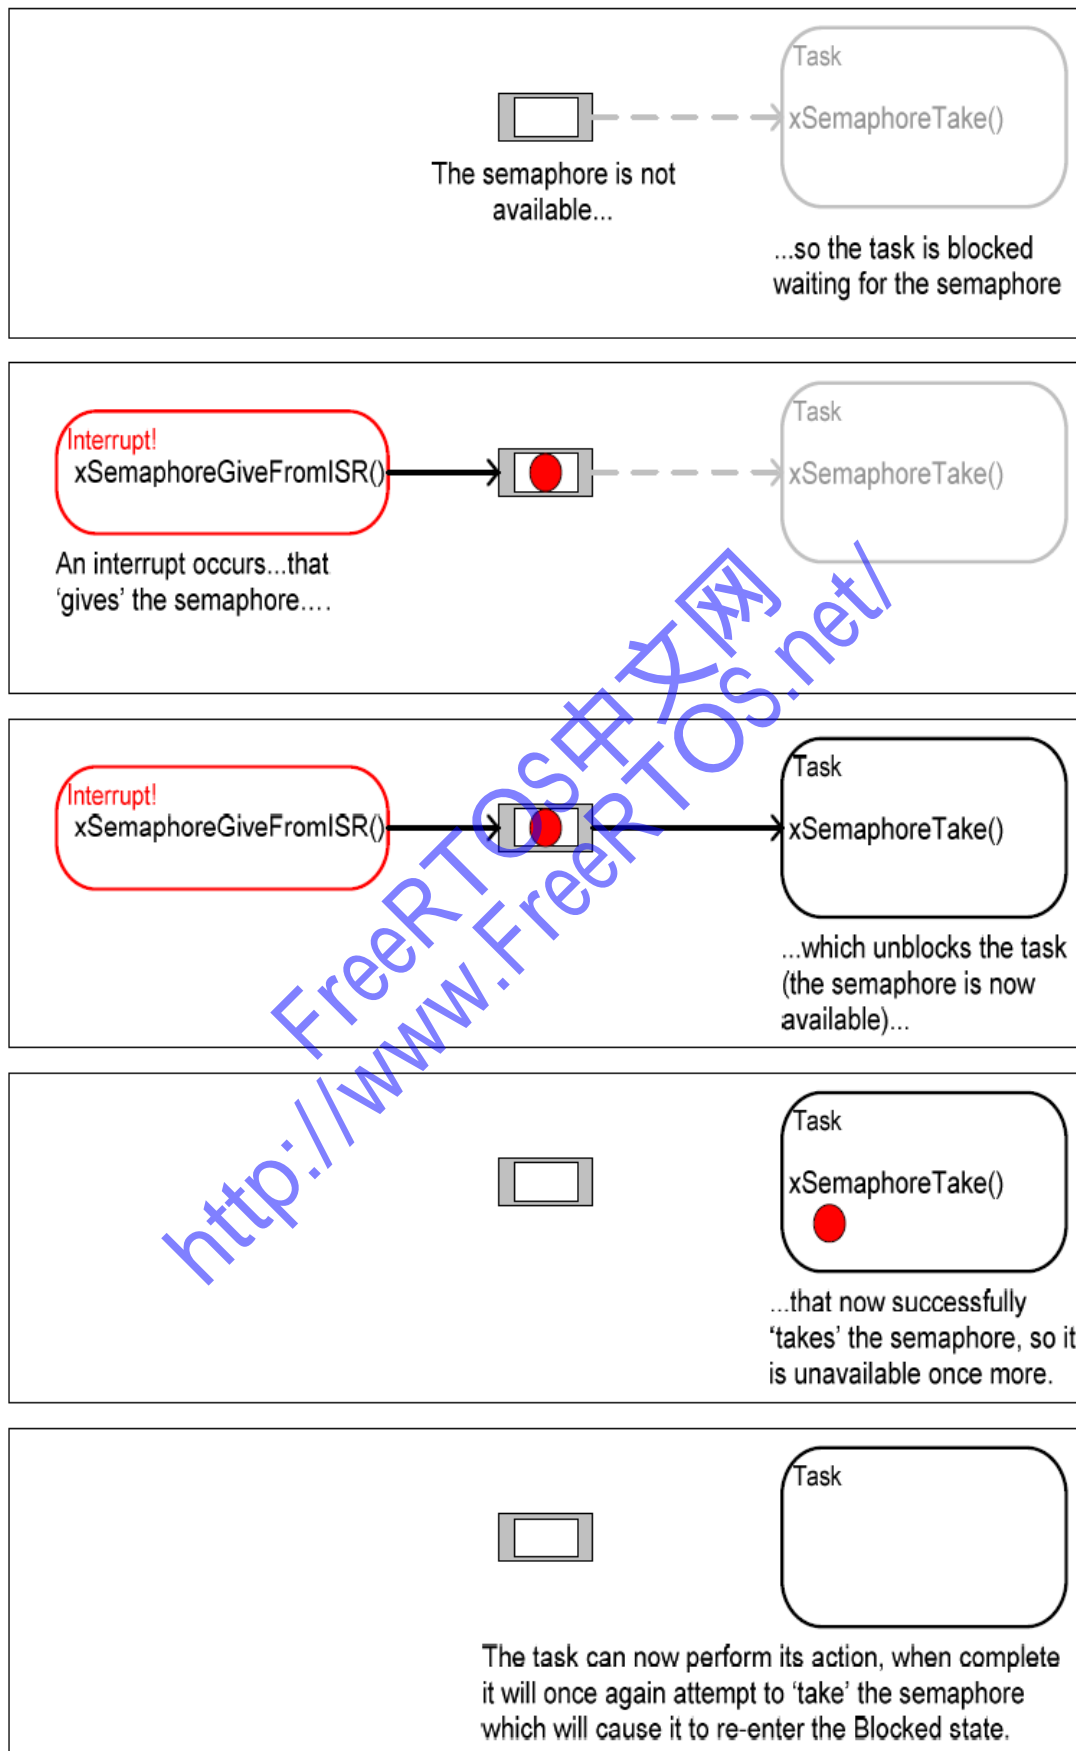 Task
xSemaphoreTake()
The semaphore is not
available...
...so the task is blocked
waiting for the semaphore
Interrupt!
xSemaphoreGiveFromISR()
Task
xSemaphoreTake()
An interrupt occurs...that
‘gives’ the semaphore....
Interrupt!
xSemaphoreGiveFromISR()
Task
xSemaphoreTake()
...which unblocks the task
(the semaphore is now
available)...
FreeRTOS中文网
http://www.FreeRTOS.net/
Task
xSemaphoreTake()
...that now successfully
‘takes’ the semaphore, so it
is unavailable once more.
Task
The task can now perform its action, when complete
it will once again attempt to ‘take’ the semaphore
which will cause it to re-enter the Blocked state.